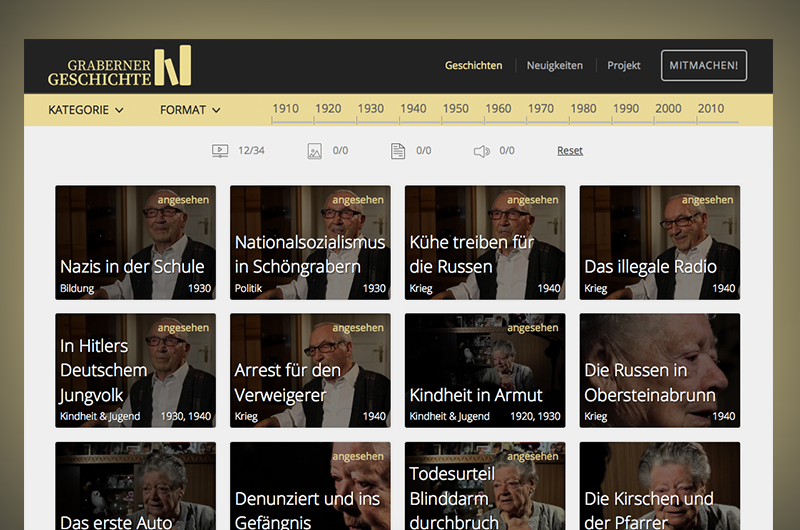 GRABERNER
GESCHICHTE
Geschichten
Neuigkeiten
Projekt
MITMACHEN!
KATEGORIE
FORMAT
1910 1920 1930 1940 1950 1960 1970 1980 1990 2000 2010
12/34
0/0
0/0
0/0
Reset
angesehen
Nazis in der Schule
Bildung 1930
angesehen
Nationalsozialismus
in Schöngrabern
Politik 1930
angesehen
Kühe treiben für
die Russen
Krieg 1940
angesehen
Das illegale Radio
Krieg 1940
angesehen
In Hitlers
Deutschem
Jungvolk
Kindheit & Jugend 1930, 1940
angesehen
Arrest für den
Verweigerer
Krieg 1940
angesehen
Kindheit in Armut
Kindheit & Jugend 1920, 1930
Die Russen in
Obersteinabrunn
Krieg 1940
Das erste Auto
angesehen
Denunziert und ins
Gefängnis
angesehen
Todesurteil
Blinddarm
durchbruch
Die Kirschen und
der Pfarrer